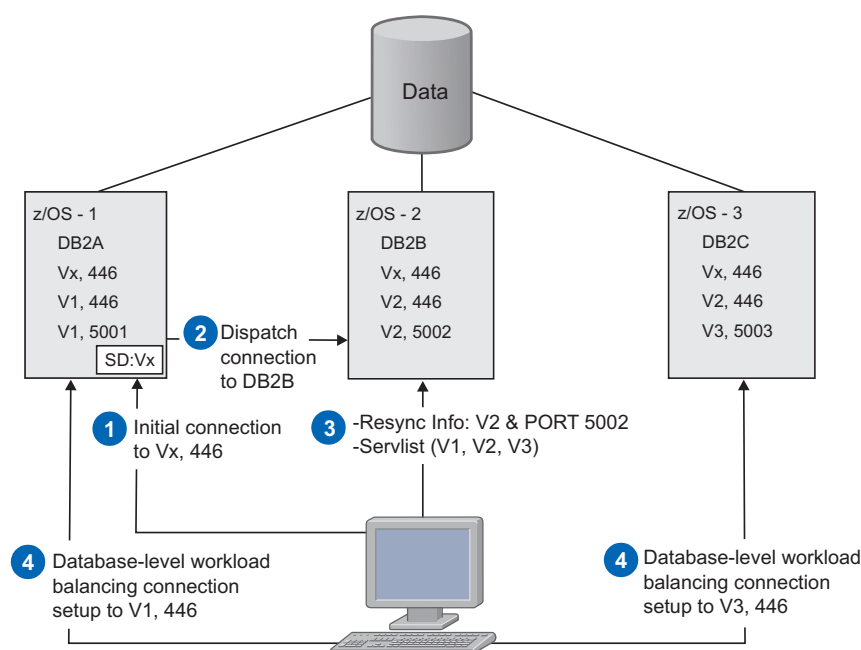 Data
z/OS - 1
DB2A
Vx, 446
V1, 446
V1, 5001
SD:Vx
z/OS - 2
DB2B
Vx, 446
V2, 446
V2, 5002
z/OS - 3
DB2C
Vx, 446
V2, 446
V3, 5003
2 Dispatch
connection
to DB2B
1 Initial connection
to Vx, 446
3 -Resync Info: V2 & PORT 5002
-Servlist (V1, V2, V3)
4 Database-level workload
balancing connection
setup to V1, 446
4 Database-level workload
balancing connection
setup to V3, 446